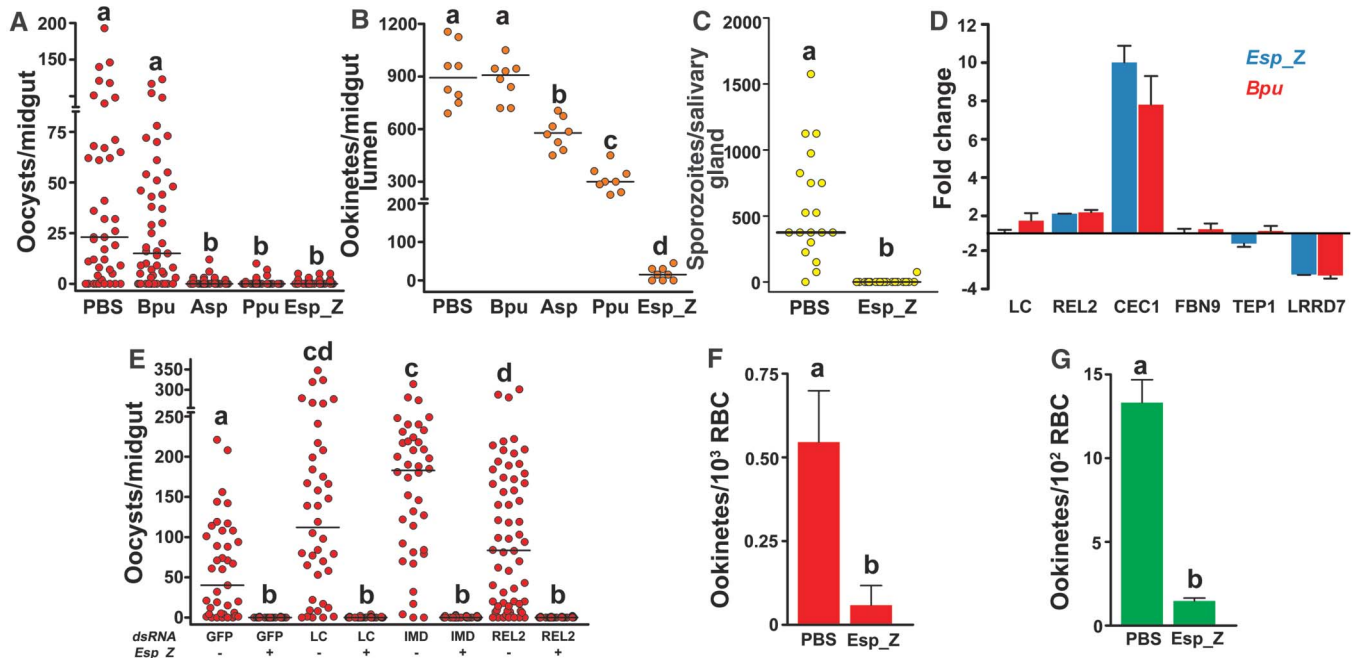 A
Oocysts/midgut
200
150
100
75
50
25
0
a
a
b
b
b
PBS Bpu Asp Ppu Esp_Z
B
Ookinetes/midgut
lumen
1200
900
600
300
200
100
0
a
a
b
c
d
PBS Bpu Asp Ppu Esp_Z
C
Sporozoites/salivary
gland
2000
1500
1000
500
0
a
b
PBS Esp_Z
D
Fold change
12
10
8
6
4
2
-2
-4
Esp_Z
Bpu
LC REL2 CEC1 FBN9 TEP1 LRRD7
E
Oocysts/midgut
350
300
250
200
150
100
50
0
a
b
cd
b
c
b
d
b
dsRNA GFP GFP LC LC IMD IMD REL2 REL2
Esp_Z - + - + - + - +
F
Ookinetes/10³ RBC
0.75
0.50
0.25
0
a
b
PBS Esp_Z
G
Ookinetes/10² RBC
15
10
5
0
a
b
PBS Esp_Z